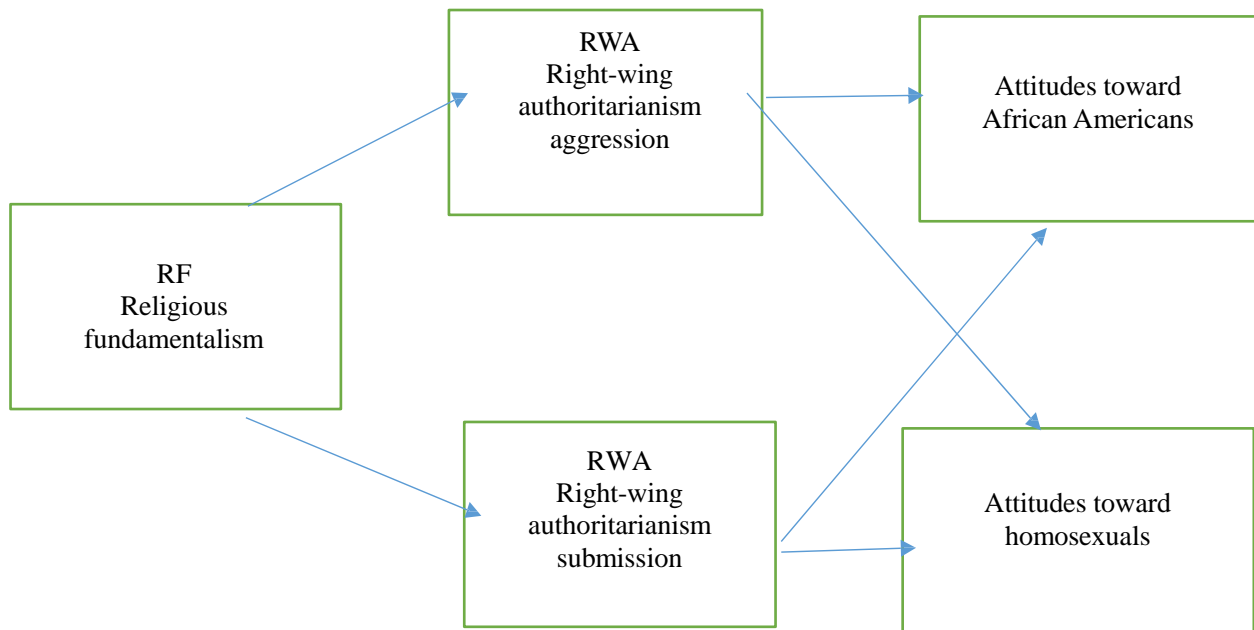 RF
Religious
fundamentalism
RWA
Right-wing
authoritarianism
aggression
RWA
Right-wing
authoritarianism
submission
Attitudes toward
African Americans
Attitudes toward
homosexuals